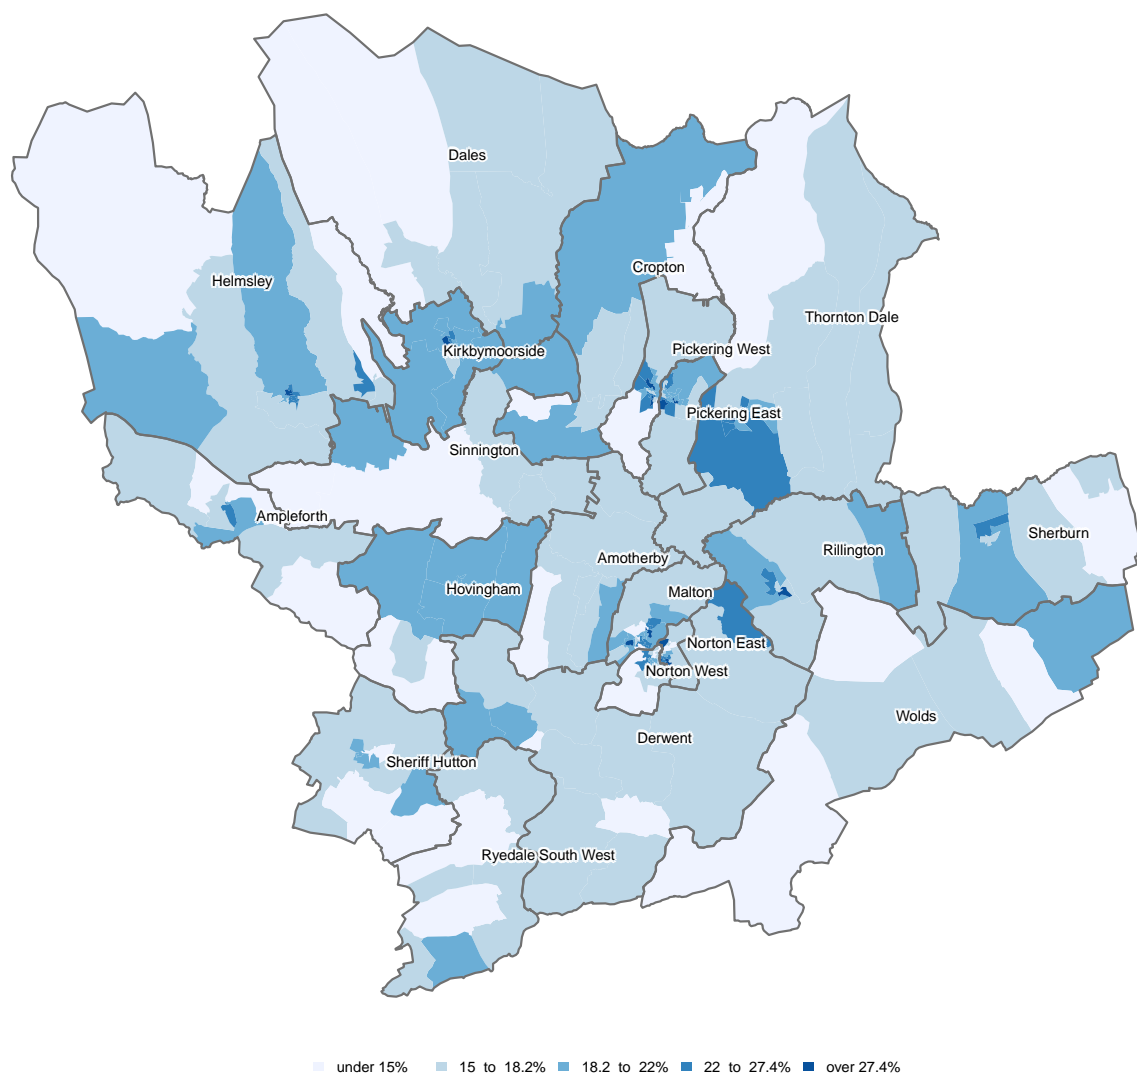 Dales
Cropton
Helmsley
Thornton Dale
Pickering West
Kirkbymoorside
Pickering East
Sinnington
Ampleforth
Sherburn
Rillington
Amotherby
Hovingham
Malton
Norton East
Norton West
Wolds
Derwent
Sheriff Hutton
Ryedale South West
under 15% 15 to 18.2% 18.2 to 22% 22 to 27.4% over 27.4%